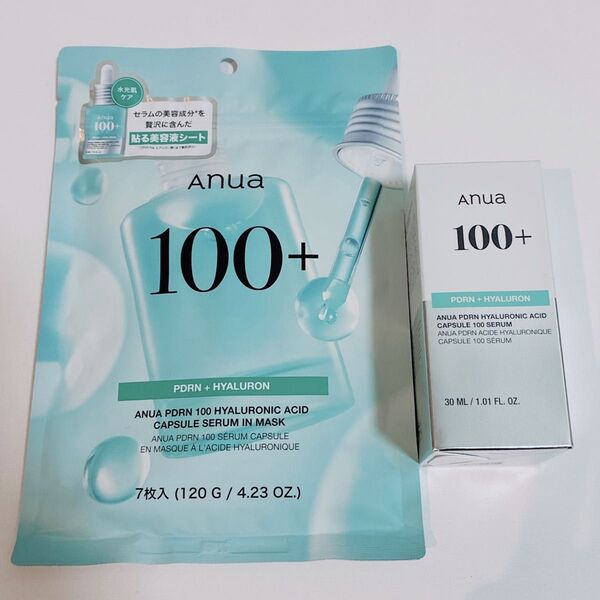 水光肌
ケア
Anua
100+
セラムの美容成分*を
贅沢に含んだ
貼る美容液シート
Anua
100+
PDRN + HYALURON
ANUA PDRN 100 HYALURONIC ACID
CAPSULE SERUM IN MASK
ANUA PDRN 100 SÉRUM CAPSULE
EN MASQUE À L'ACIDE HYALURONIQUE
7枚入 (120 G / 4.23 OZ.)
Anua
100+
PDRN + HYALURON
ANUA PDRN HYALURONIC ACID
CAPSULE 100 SERUM
ANUA PDRN ACIDE HYALURONIQUE
CAPSULE 100 SÉRUM
30 ML / 1.01 FL. OZ.